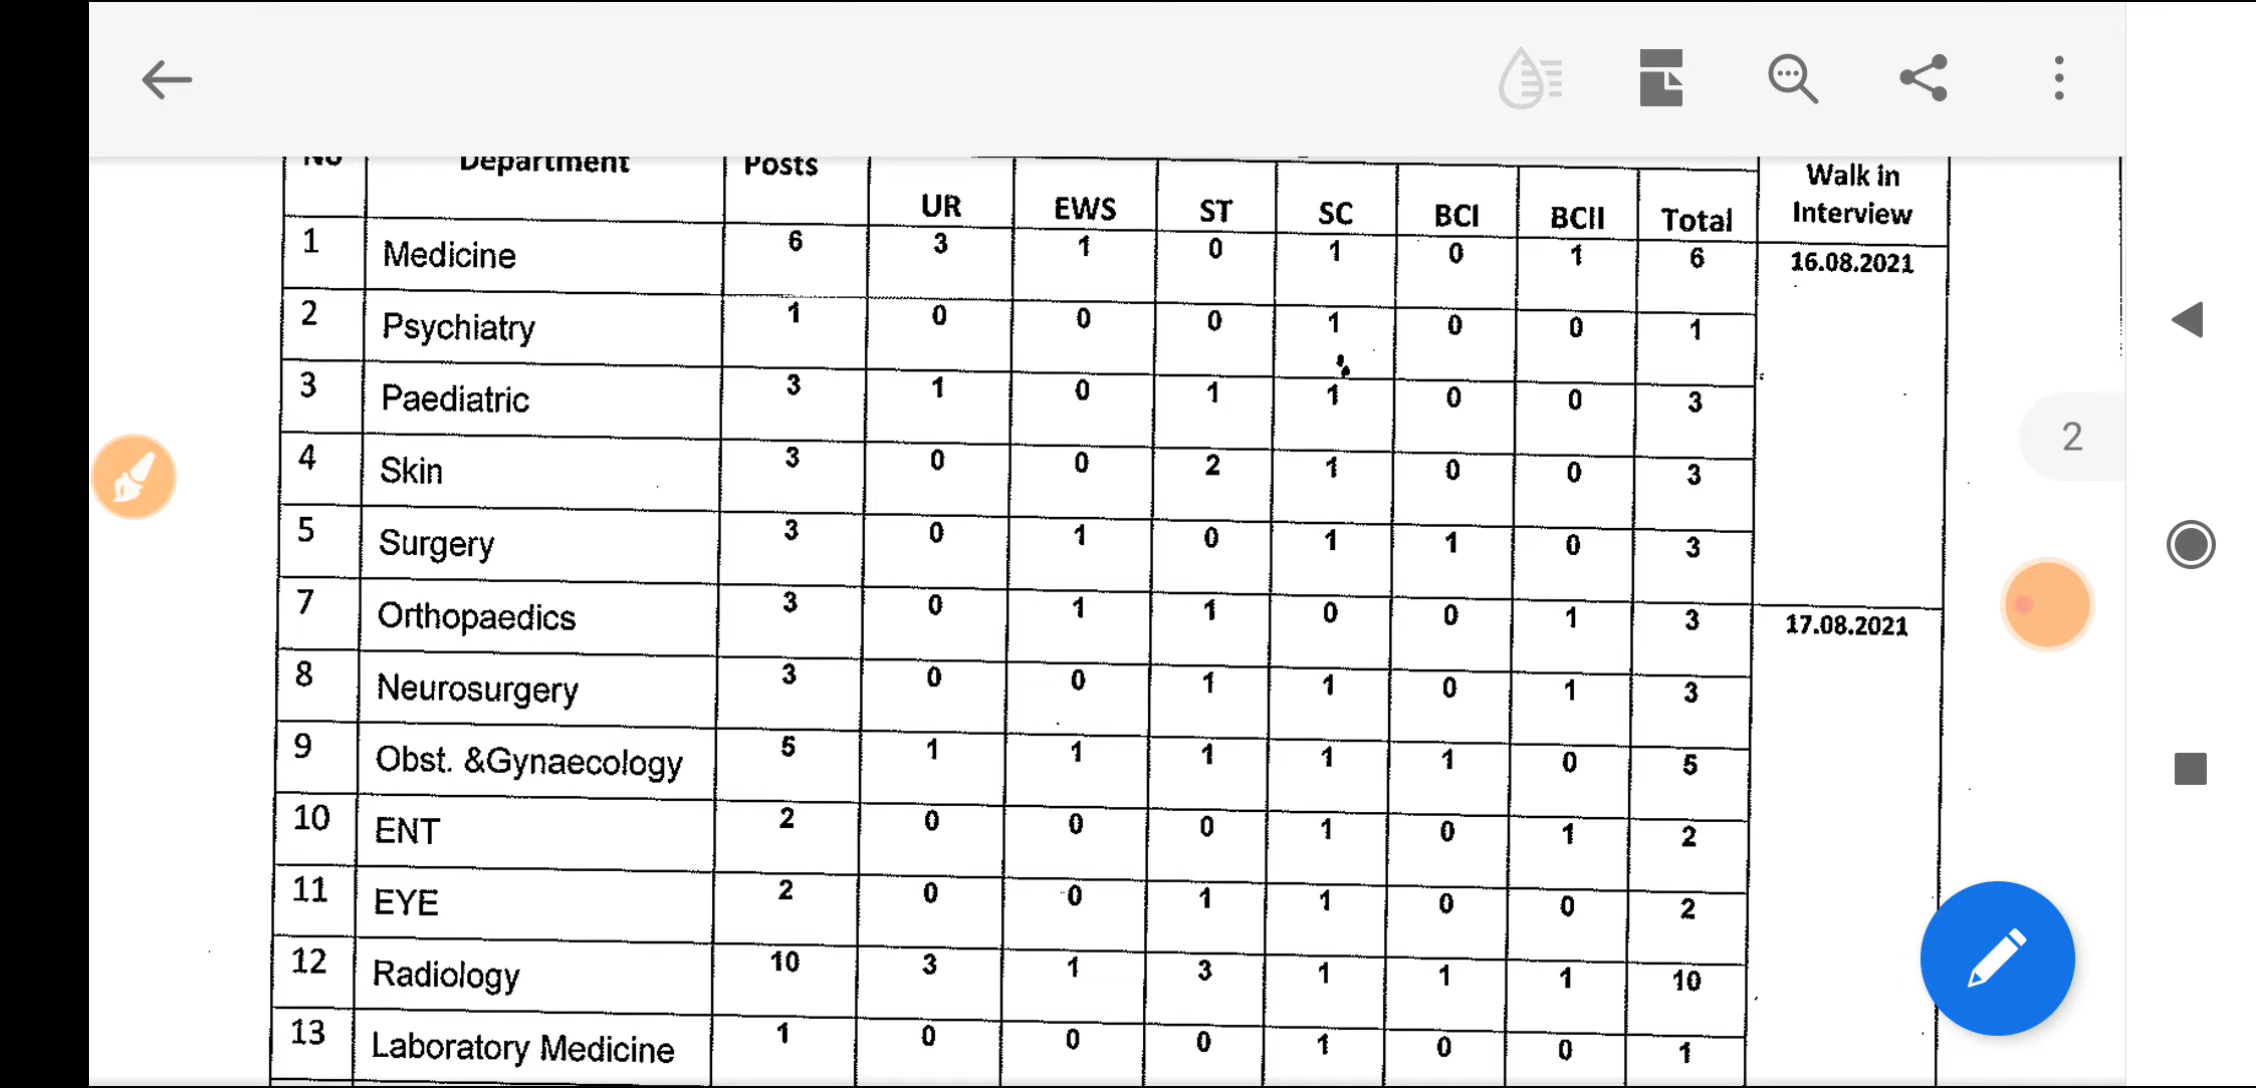 No Department Posts Walk in
UR EWS ST SC BCI BCII Total Interview
1 Medicine 6 3 1 0 1 0 1 6 16.08.2021
2 Psychiatry 1 0 0 0 1 0 0 1
3 Paediatric 3 1 0 1 1 0 0 3
4 Skin 3 0 0 2 1 0 0 3
5 Surgery 3 0 1 0 1 1 0 3
7 Orthopaedics 3 0 1 1 0 0 1 3 17.08.2021
8 Neurosurgery 3 0 0 1 1 0 1 3
9 Obst. &Gynaecology 5 1 1 1 1 1 0 5
10 ENT 2 0 0 0 1 0 1 2
11 EYE 2 0 0 1 1 0 0 2
12 Radiology 10 3 1 3 1 1 1 10
13 Laboratory Medicine 1 0 0 0 1 0 0 1
2